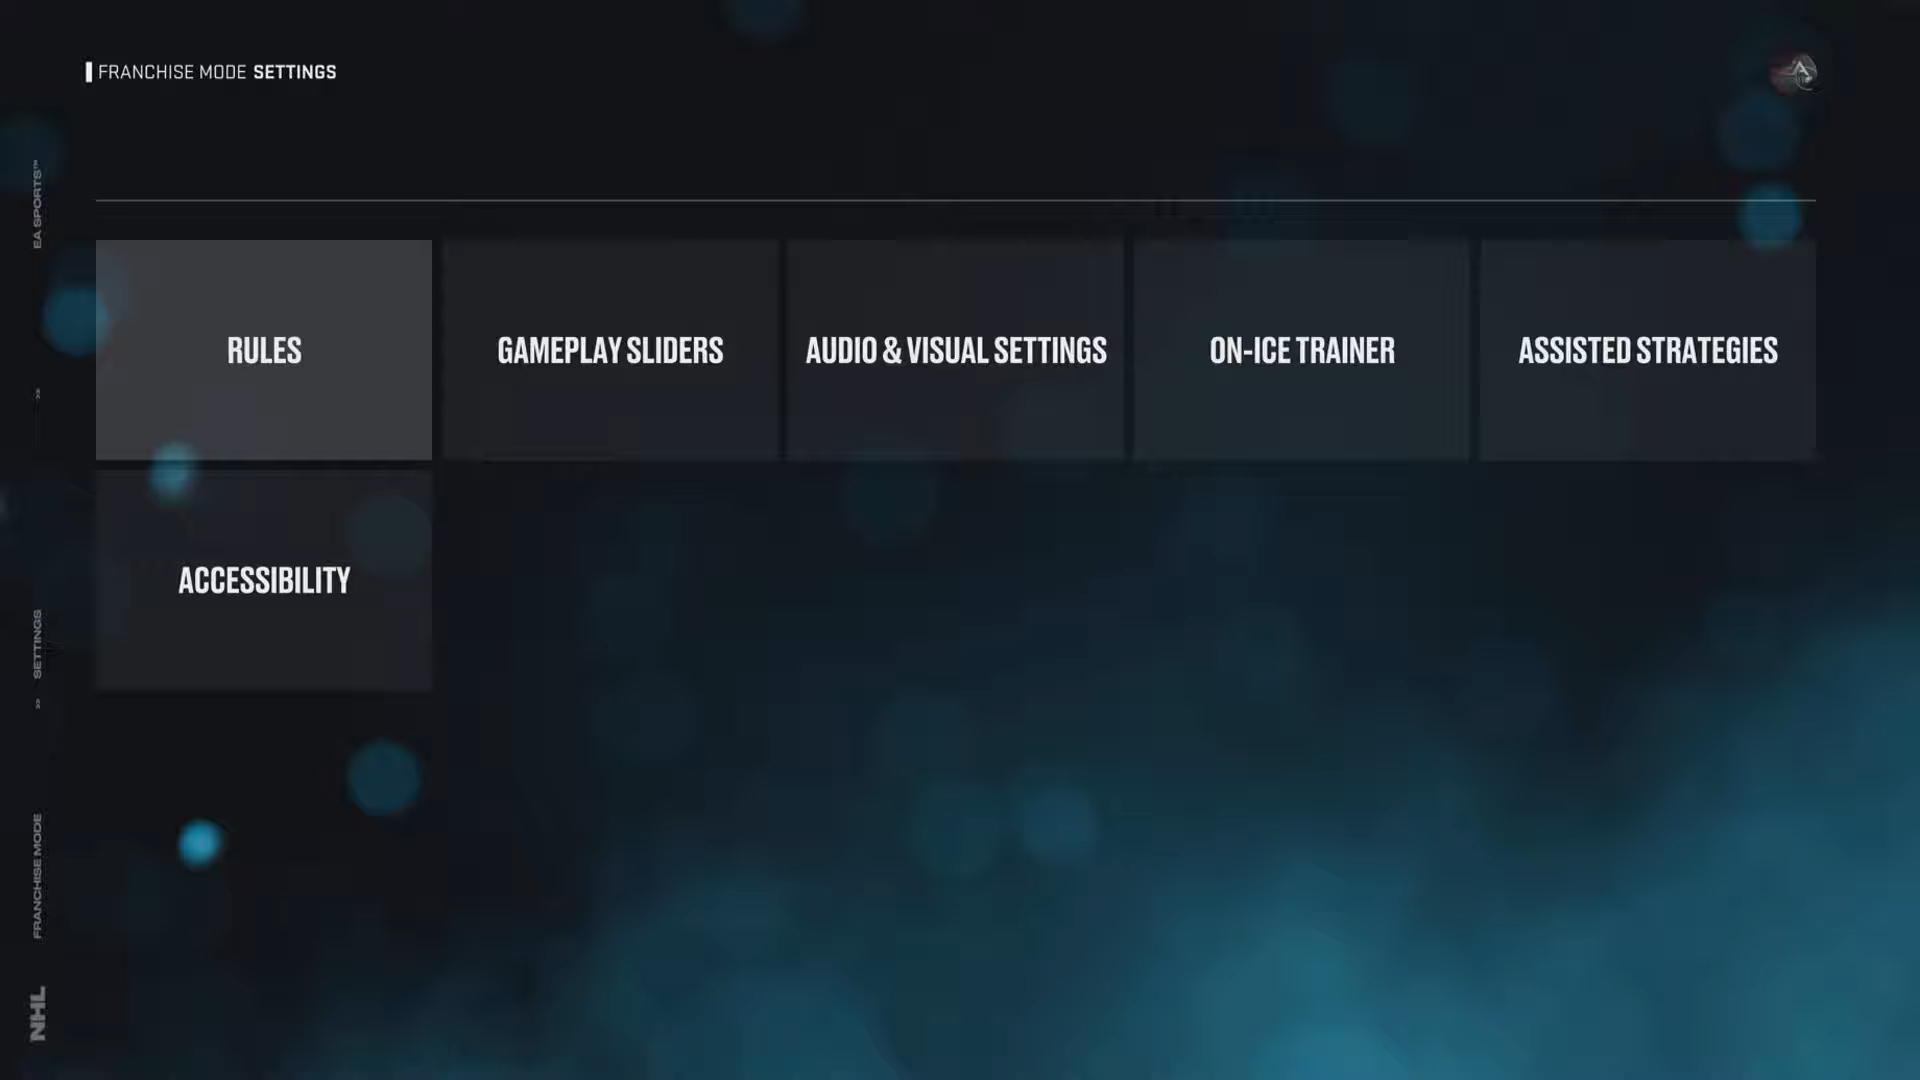 FRANCHISE MODE SETTINGS
RULES
GAMEPLAY SLIDERS
AUDIO & VISUAL SETTINGS
ON-ICE TRAINER
ASSISTED STRATEGIES
ACCESSIBILITY
NHL
FRANCHISE MODE
>> SETTINGS
>>
EA SPORTS™